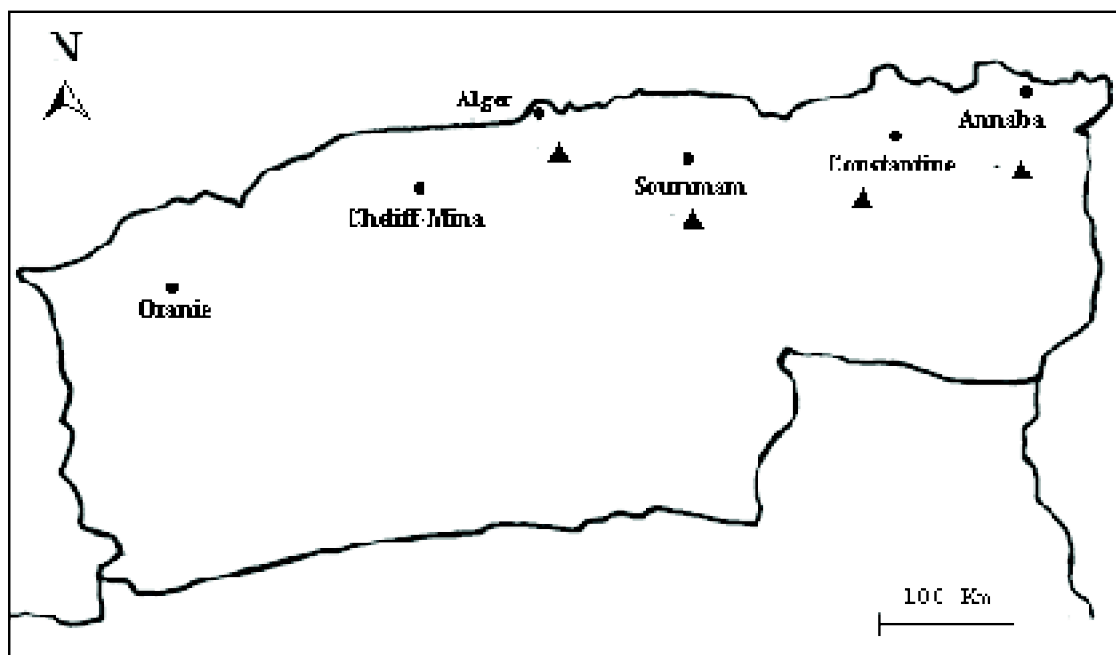 N
Alger
Annaba
Constantine
Soummam
Cheliff-Mina
Oranie
100 Km